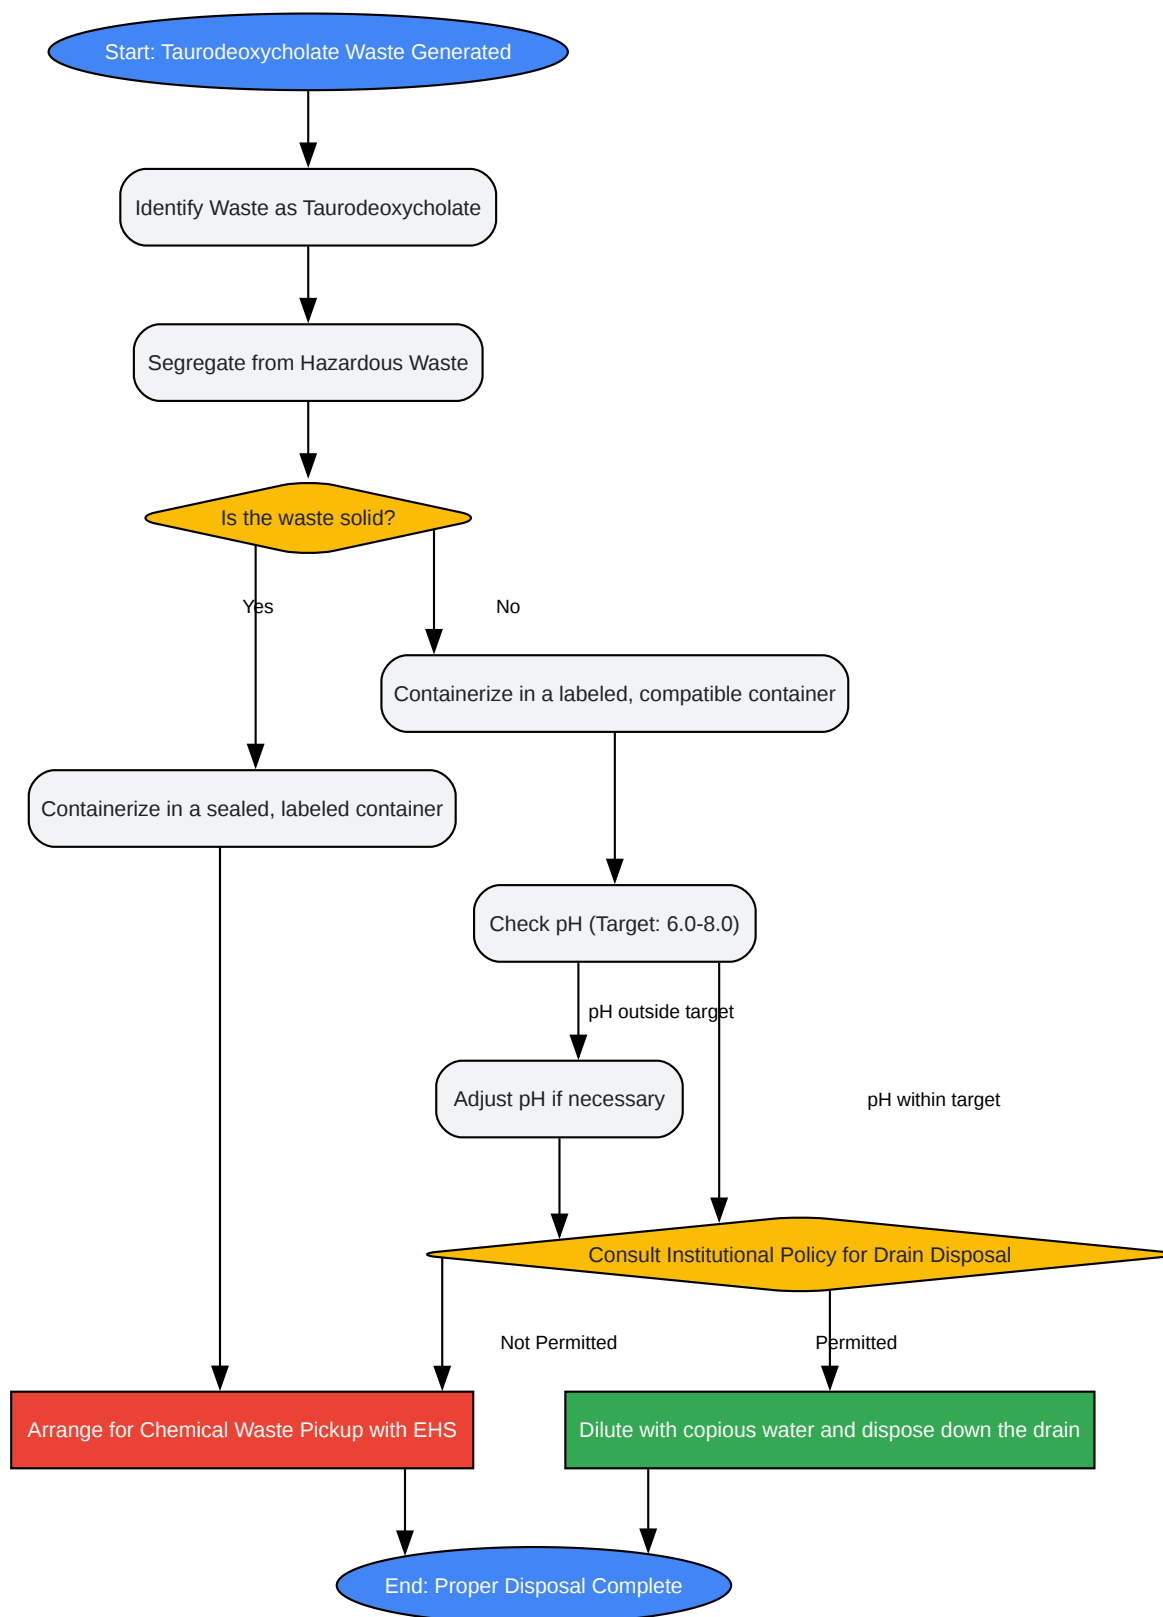 Start: Taurodeoxycholate Waste Generated
Identify Waste as Taurodeoxycholate
Segregate from Hazardous Waste
Is the waste solid?
Yes
No
Containerize in a labeled, compatible container
Containerize in a sealed, labeled container
Check pH (Target: 6.0-8.0)
pH outside target
Adjust pH if necessary
pH within target
Consult Institutional Policy for Drain Disposal
Not Permitted
Permitted
Arrange for Chemical Waste Pickup with EHS
Dilute with copious water and dispose down the drain
End: Proper Disposal Complete